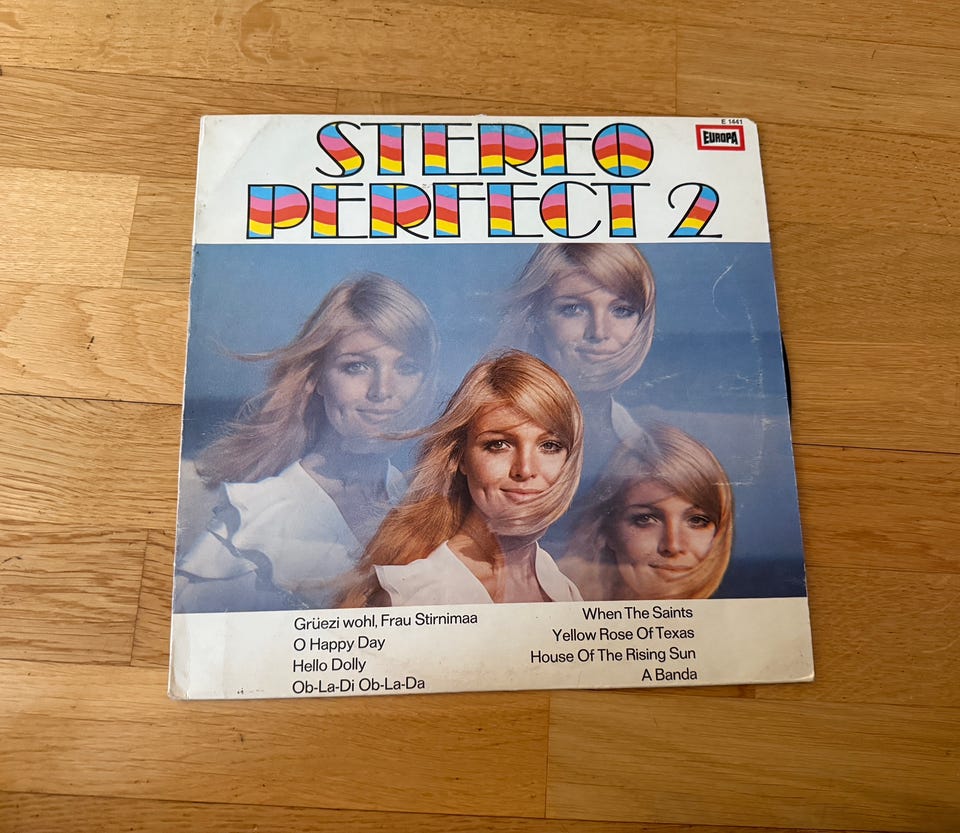 E 1441
EUROPA
STEREO
PERFECT 2
Grüezi wohl, Frau Stirnimaa
O Happy Day
Hello Dolly
Ob-La-Di Ob-La-Da
When The Saints
Yellow Rose Of Texas
House Of The Rising Sun
A Banda